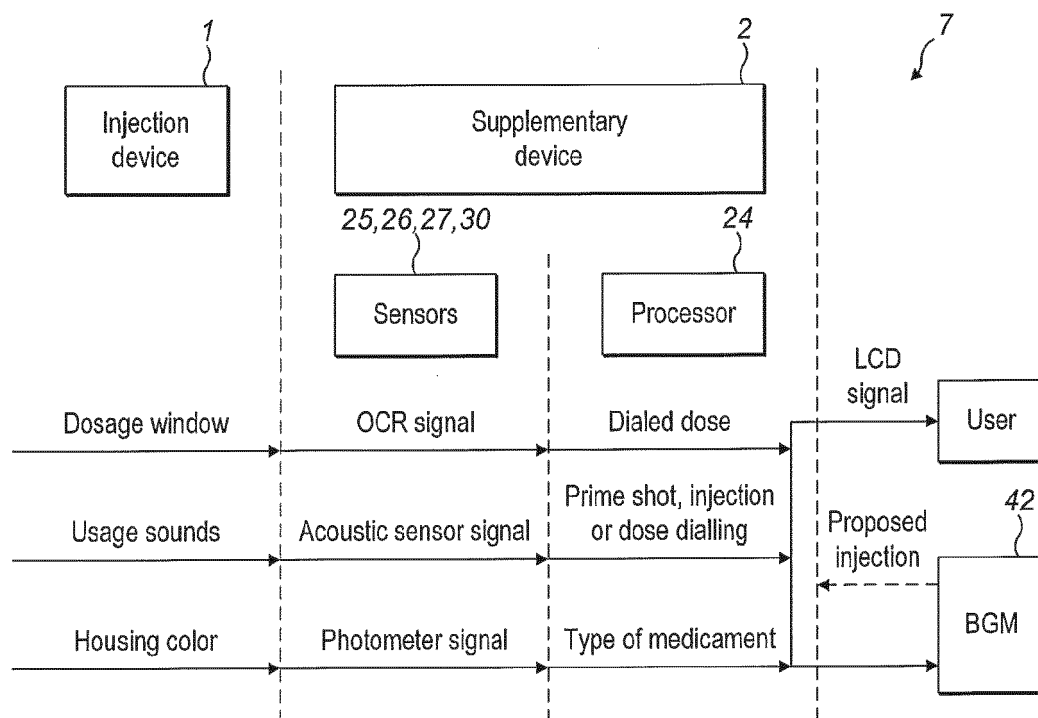 1
2
7
Injection
device
Supplementary
device
25,26,27,30
24
Sensors
Processor
LCD
signal
User
Dosage window
OCR signal
Dialed dose
Usage sounds
Acoustic sensor signal
Prime shot, injection
or dose dialling
Proposed
injection
42
BGM
Housing color
Photometer signal
Type of medicament